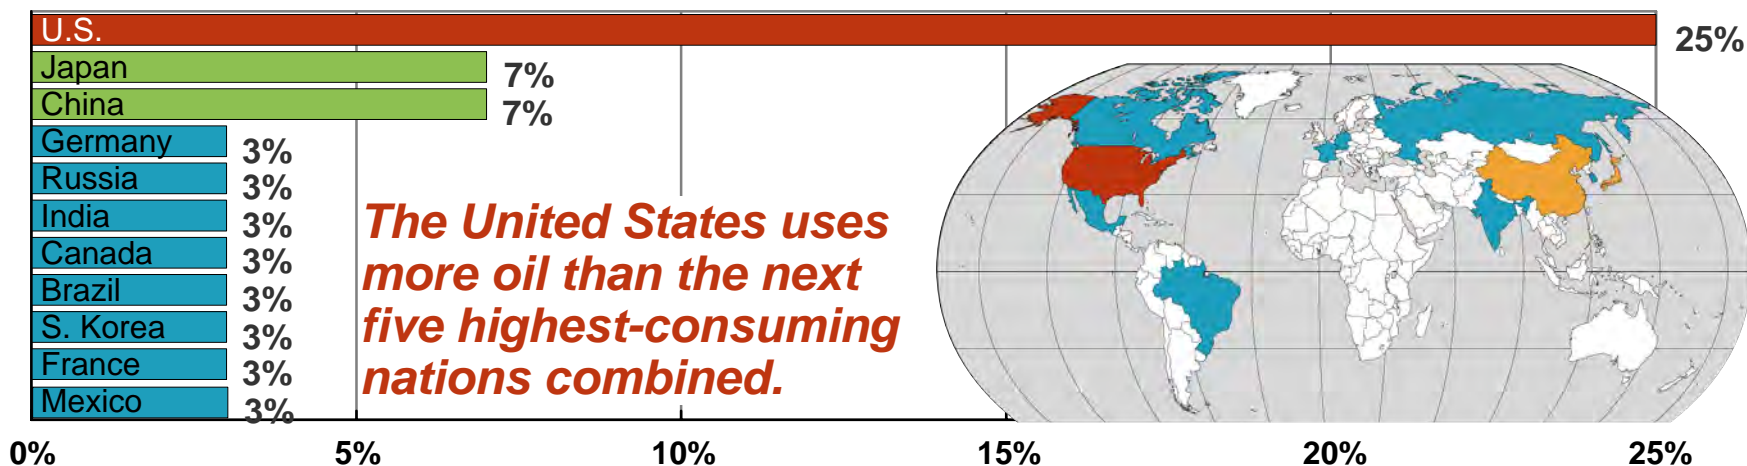 U.S.
25%
Japan
7%
China
7%
Germany
3%
Russia
3%
India
3%
Canada
3%
Brazil
3%
S. Korea
3%
France
3%
Mexico
3%
The United States uses
more oil than the next
five highest-consuming
nations combined.
0% 5% 10% 15% 20% 25%